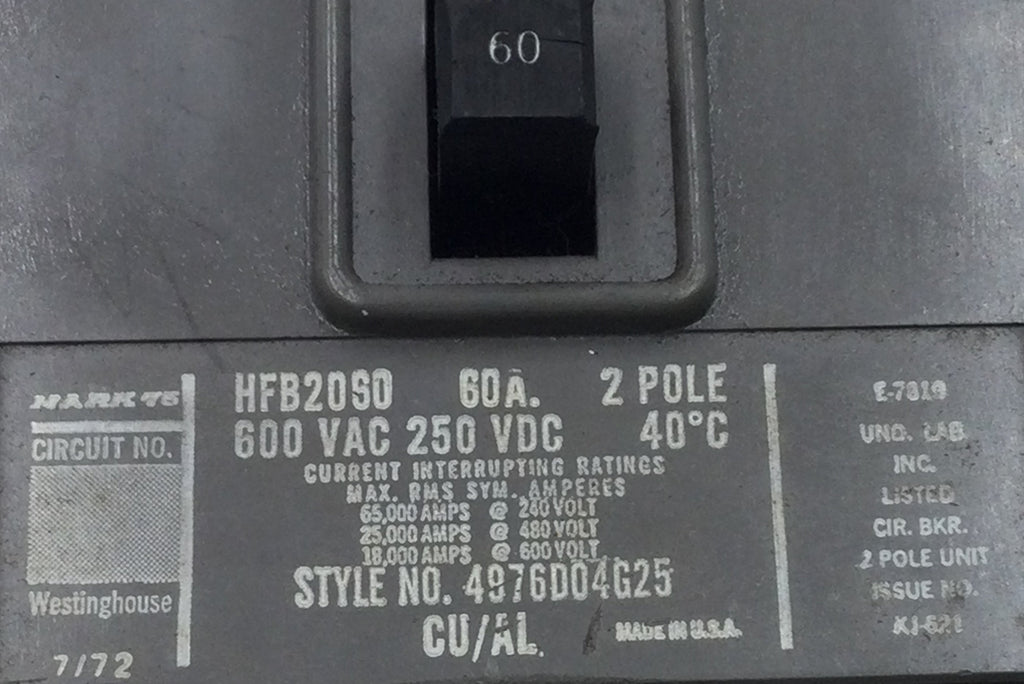 60
MARK 75
CIRCUIT NO.
Westinghouse
7/72
HFB2060 60A. 2 POLE
600 VAC 250 VDC 40°C
CURRENT INTERRUPTING RATINGS
MAX. RMS SYM. AMPERES
65,000 AMPS @ 240 VOLT
25,000 AMPS @ 480 VOLT
18,000 AMPS @ 600 VOLT
STYLE NO. 4976D04G25
CU/AL.
MADE IN U.S.A.
E-7819
UND. LAB.
INC.
LISTED
CIR. BKR.
2 POLE UNIT
ISSUE NO.